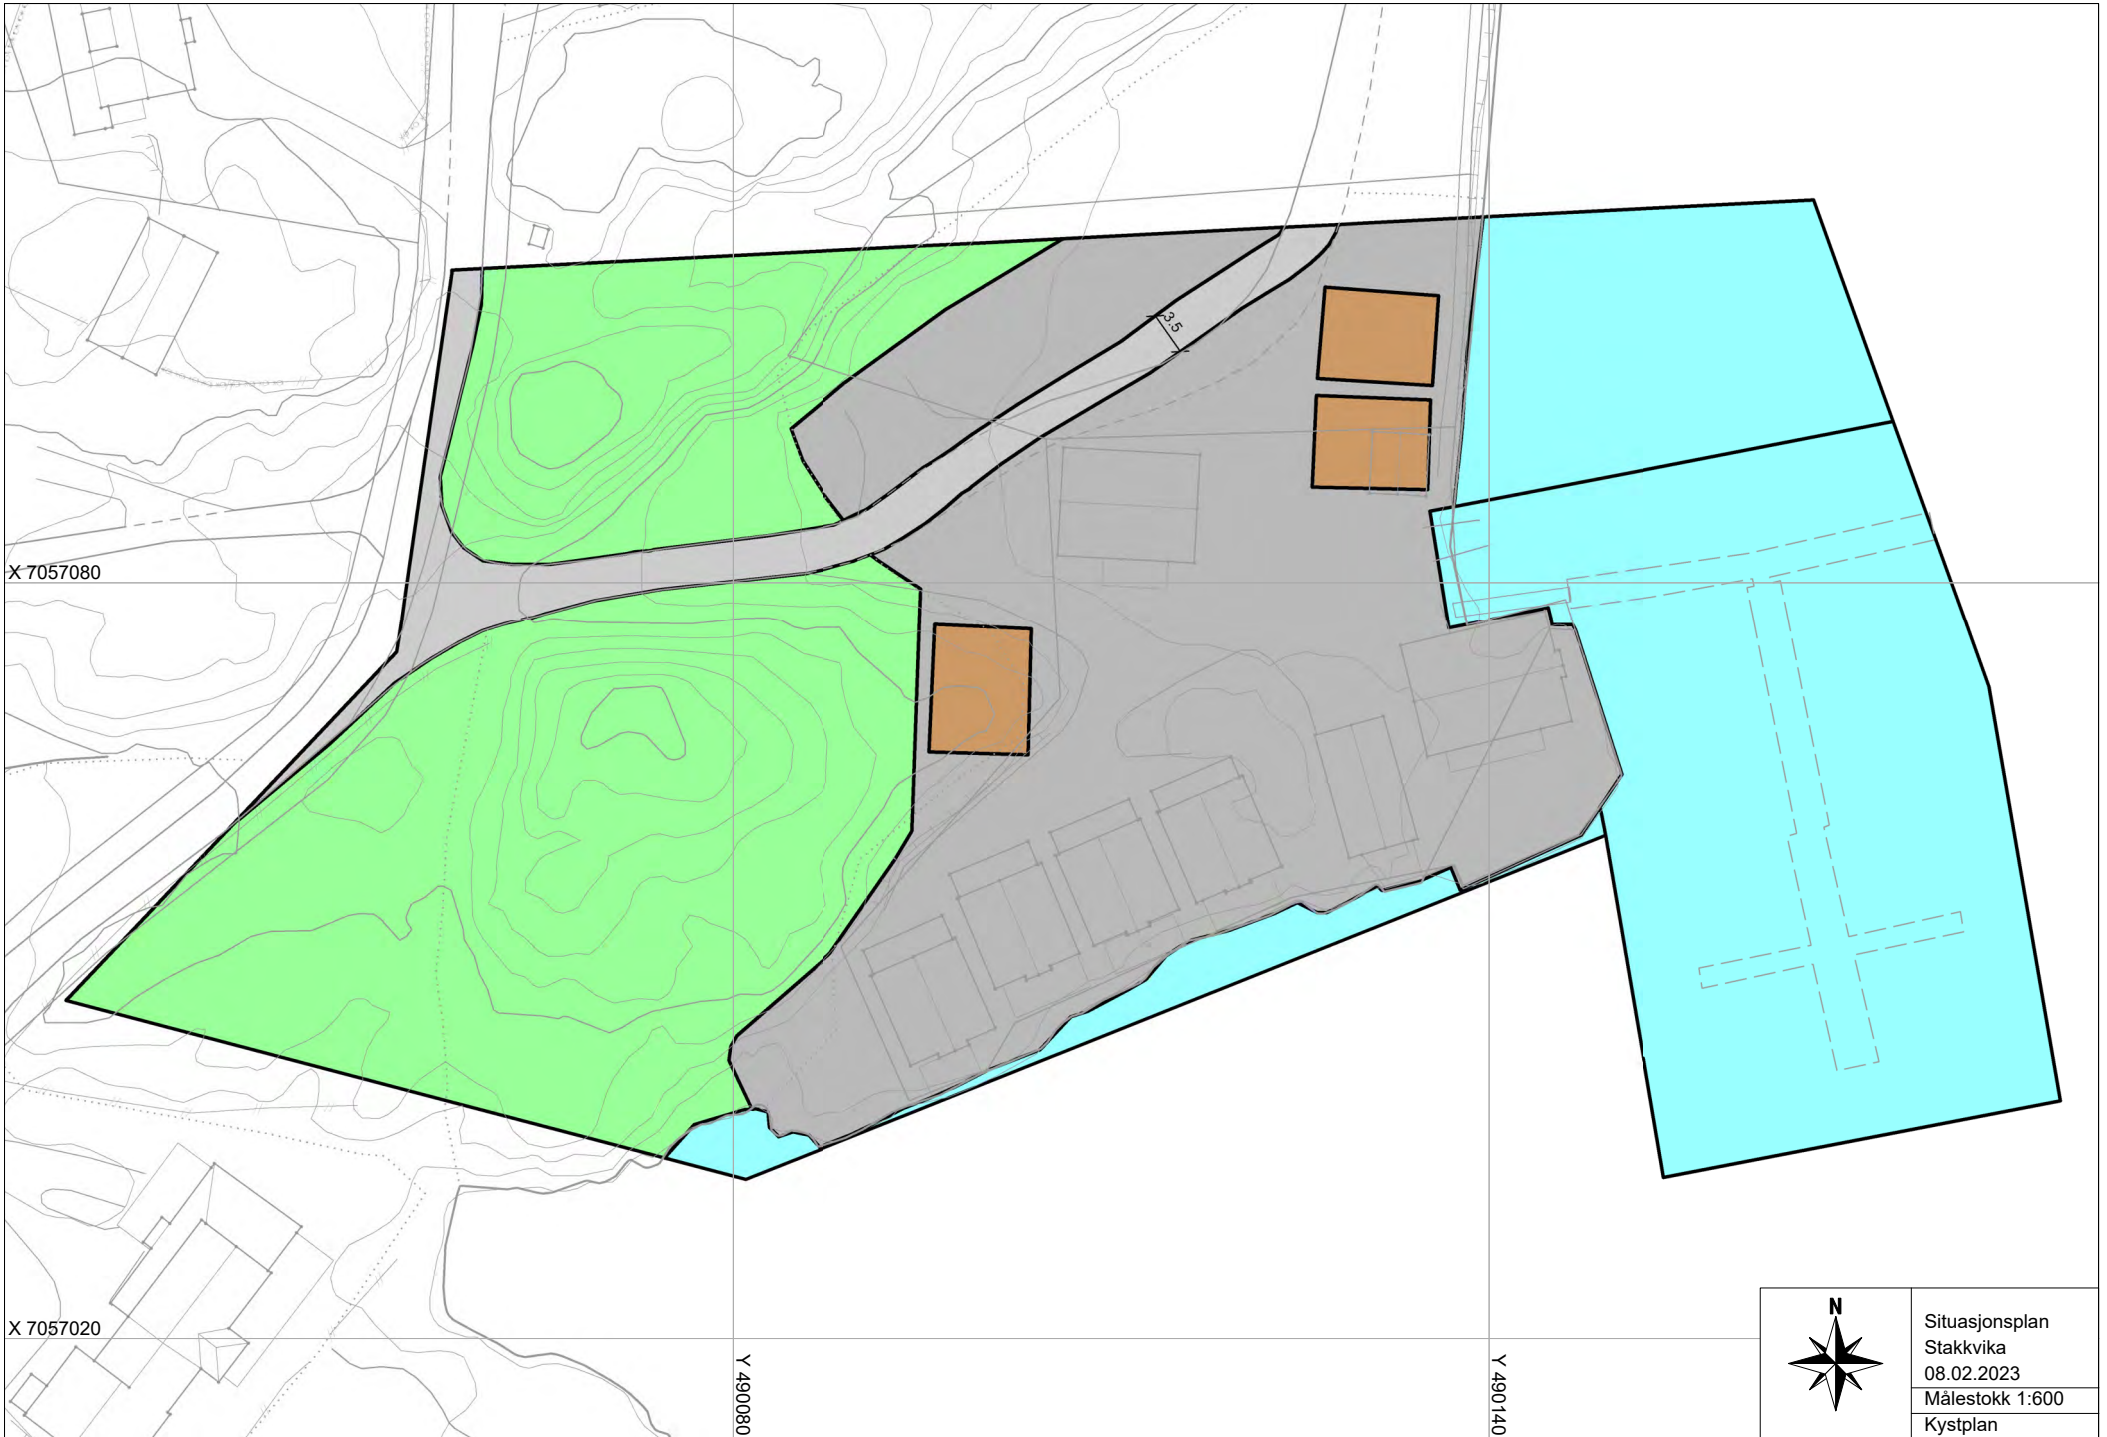 3.5
X 7057080
X 7057020
Y 490080
Y 490140
N
Situasjonsplan
Stakkvika
08.02.2023
Målestokk 1:600
Kystplan